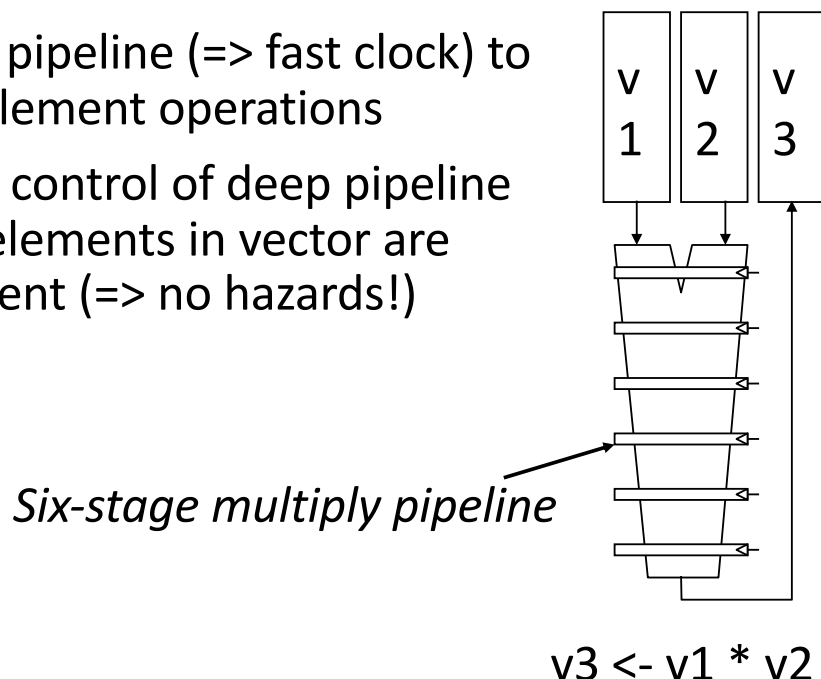 pipeline (=> fast clock) to
lement operations
control of deep pipeline
elements in vector are
ent (=> no hazards!)
v v v
1 2 3
Six-stage multiply pipeline
v3 <- v1 * v2